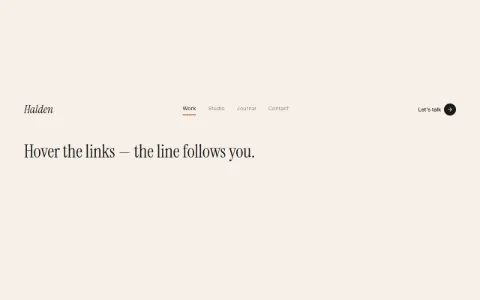 Halden
Work Studio Journal Contact
Let's talk
Hover the links — the line follows you.